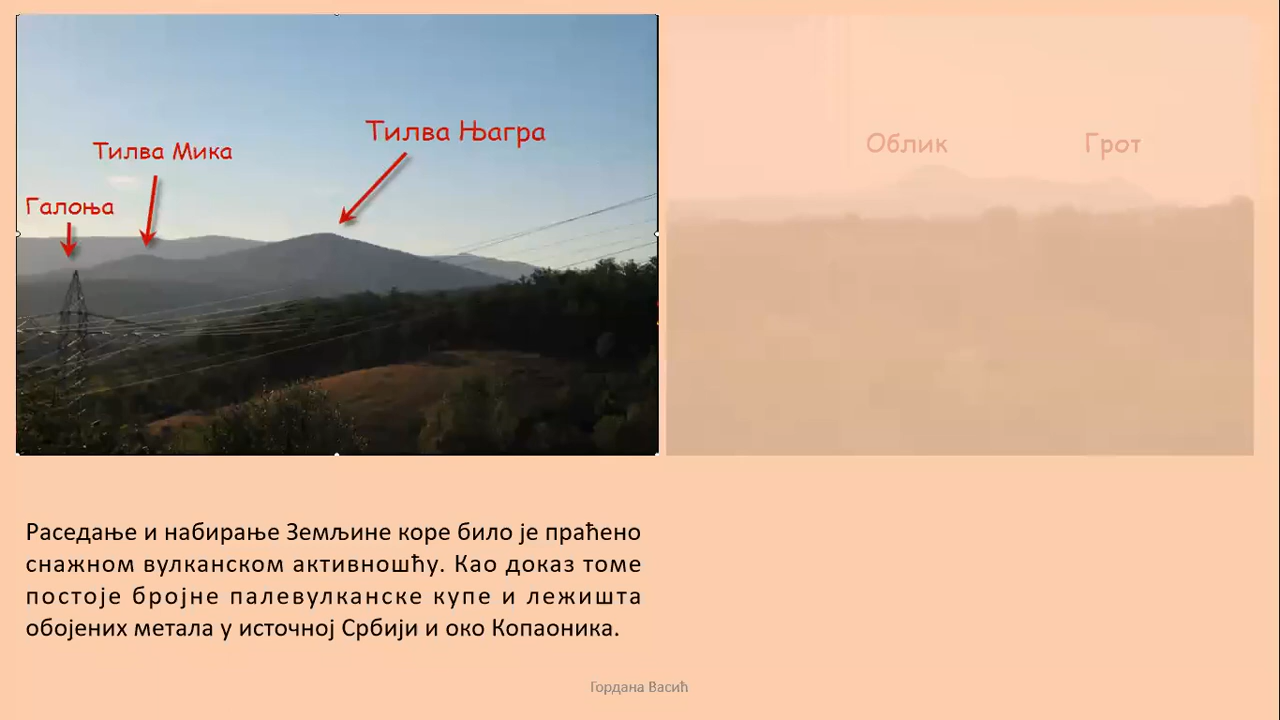 Тилва Њагра
Тилва Мика
Галоња
Облик
Грот
Раседање и набирање Земљине коре било је праћено
снажном вулканском активношћу. Као доказ томе
постоје бројне палевулканске купе и лежишта
обојених метала у источној Србији и око Копаоника.
Гордана Васић